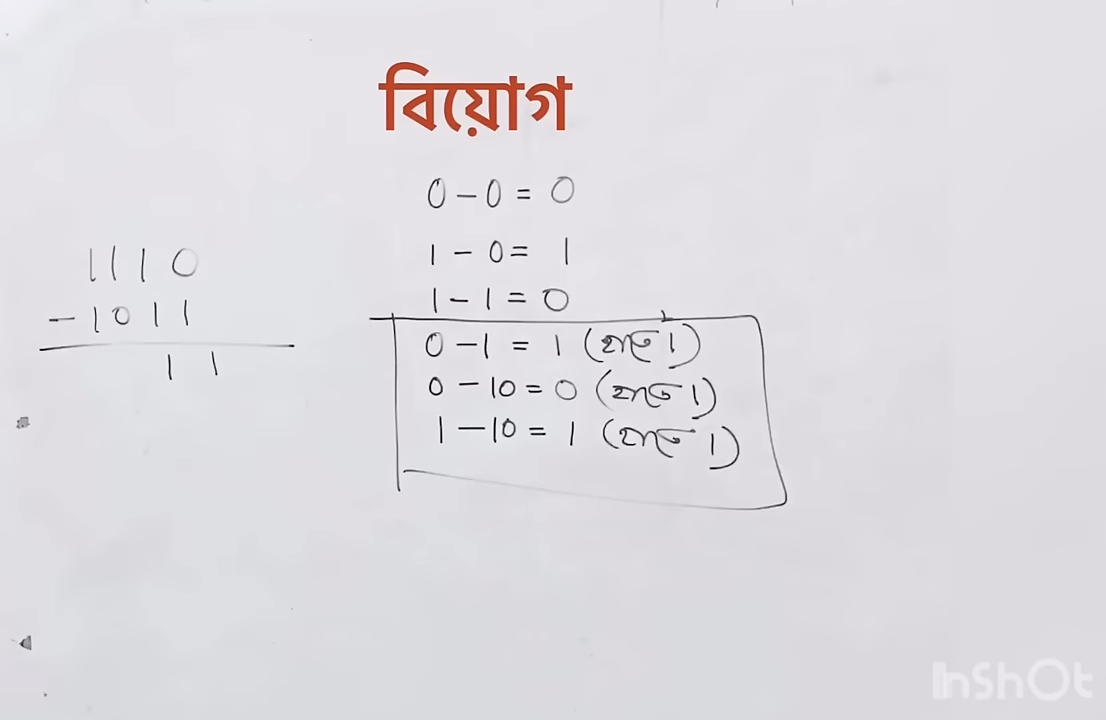 বিয়োগ
0 - 0 = 0
1 - 0 = 1
1 - 1 = 0
0 - 1 = 1 (হাতে 1)
0 - 10 = 0 (হাতে 1)
1 - 10 = 1 (হাতে 1)
1110
- 1011
11
InShOt